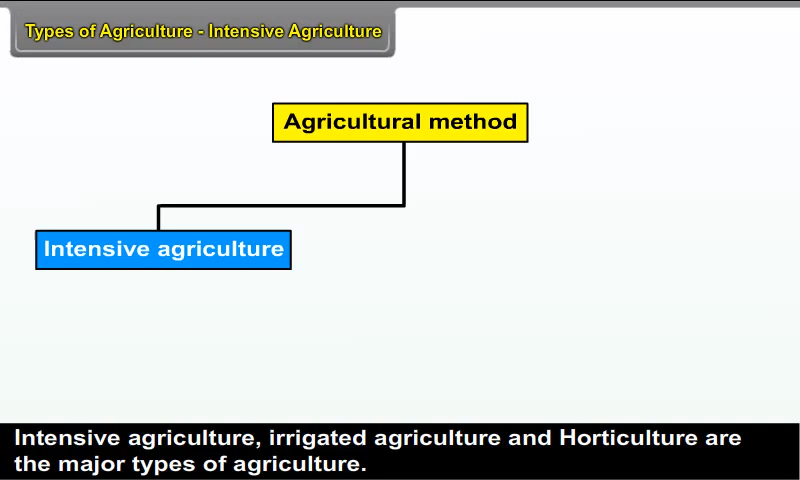 Types of Agriculture - Intensive Agriculture
Agricultural method
Intensive agriculture
Intensive agriculture, irrigated agriculture and Horticulture are
the major types of agriculture.